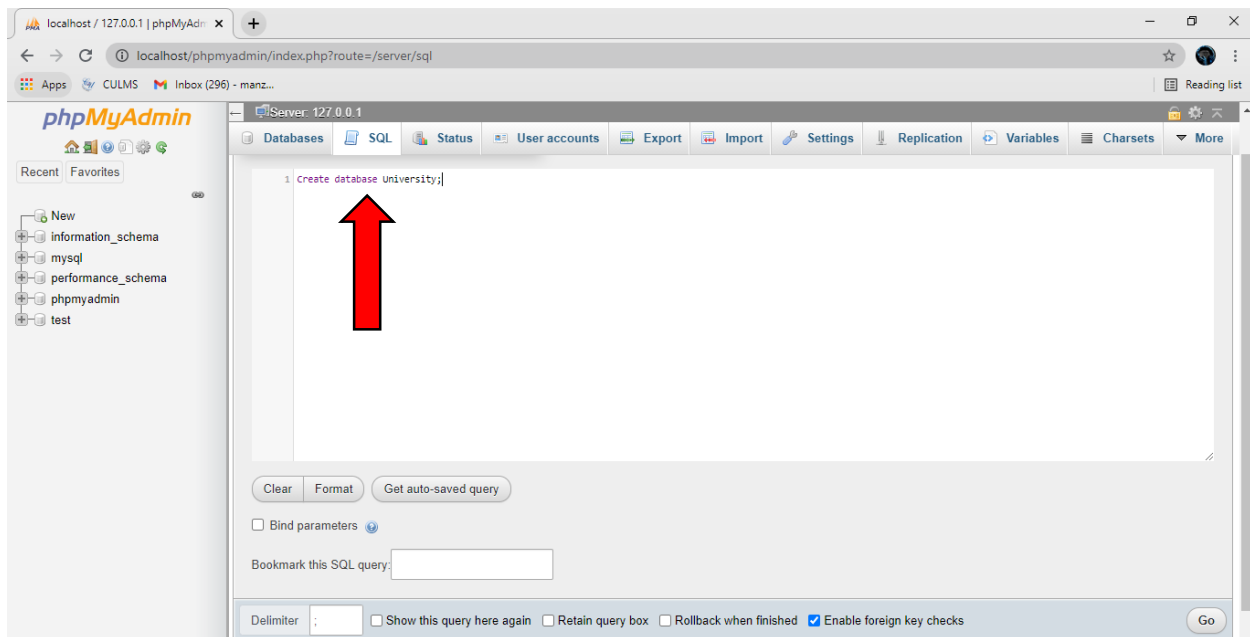 localhost / 127.0.0.1 | phpMyAdm
localhost/phpmyadmin/index.php?route=/server/sql
Apps CULMS Inbox (296) - manz... Reading list
phpMyAdmin
Recent Favorites
New
information_schema
mysql
performance_schema
phpmyadmin
test
Server: 127.0.0.1
Databases SQL Status User accounts Export Import Settings Replication Variables Charsets More
1 Create database University;
Clear Format Get auto-saved query
Bind parameters
Bookmark this SQL query:
Delimiter ; Show this query here again Retain query box Rollback when finished Enable foreign key checks Go